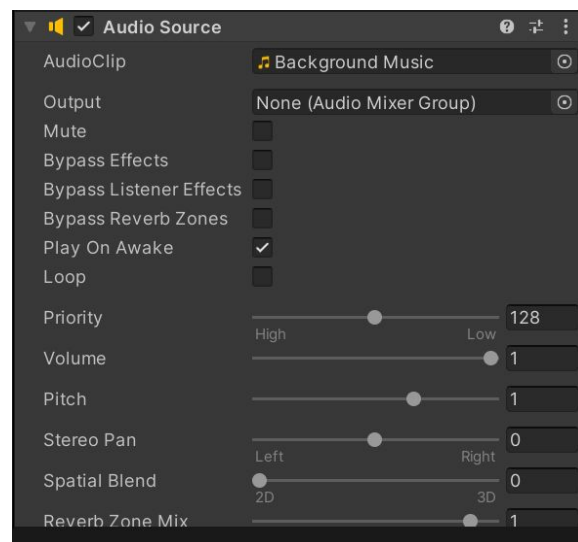 Audio Source
AudioClip Background Music
Output None (Audio Mixer Group)
Mute
Bypass Effects
Bypass Listener Effects
Bypass Reverb Zones
Play On Awake
Loop
Priority 128
High Low
Volume 1
Pitch 1
Stereo Pan 0
Left Right
Spatial Blend 0
2D 3D
Reverb Zone Mix 1